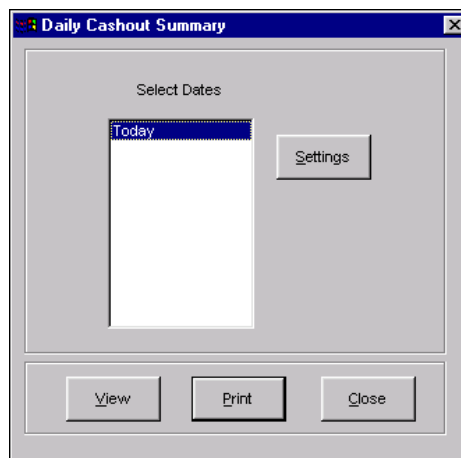 Daily Cashout Summary
Select Dates
Today
Settings
View
Print
Close